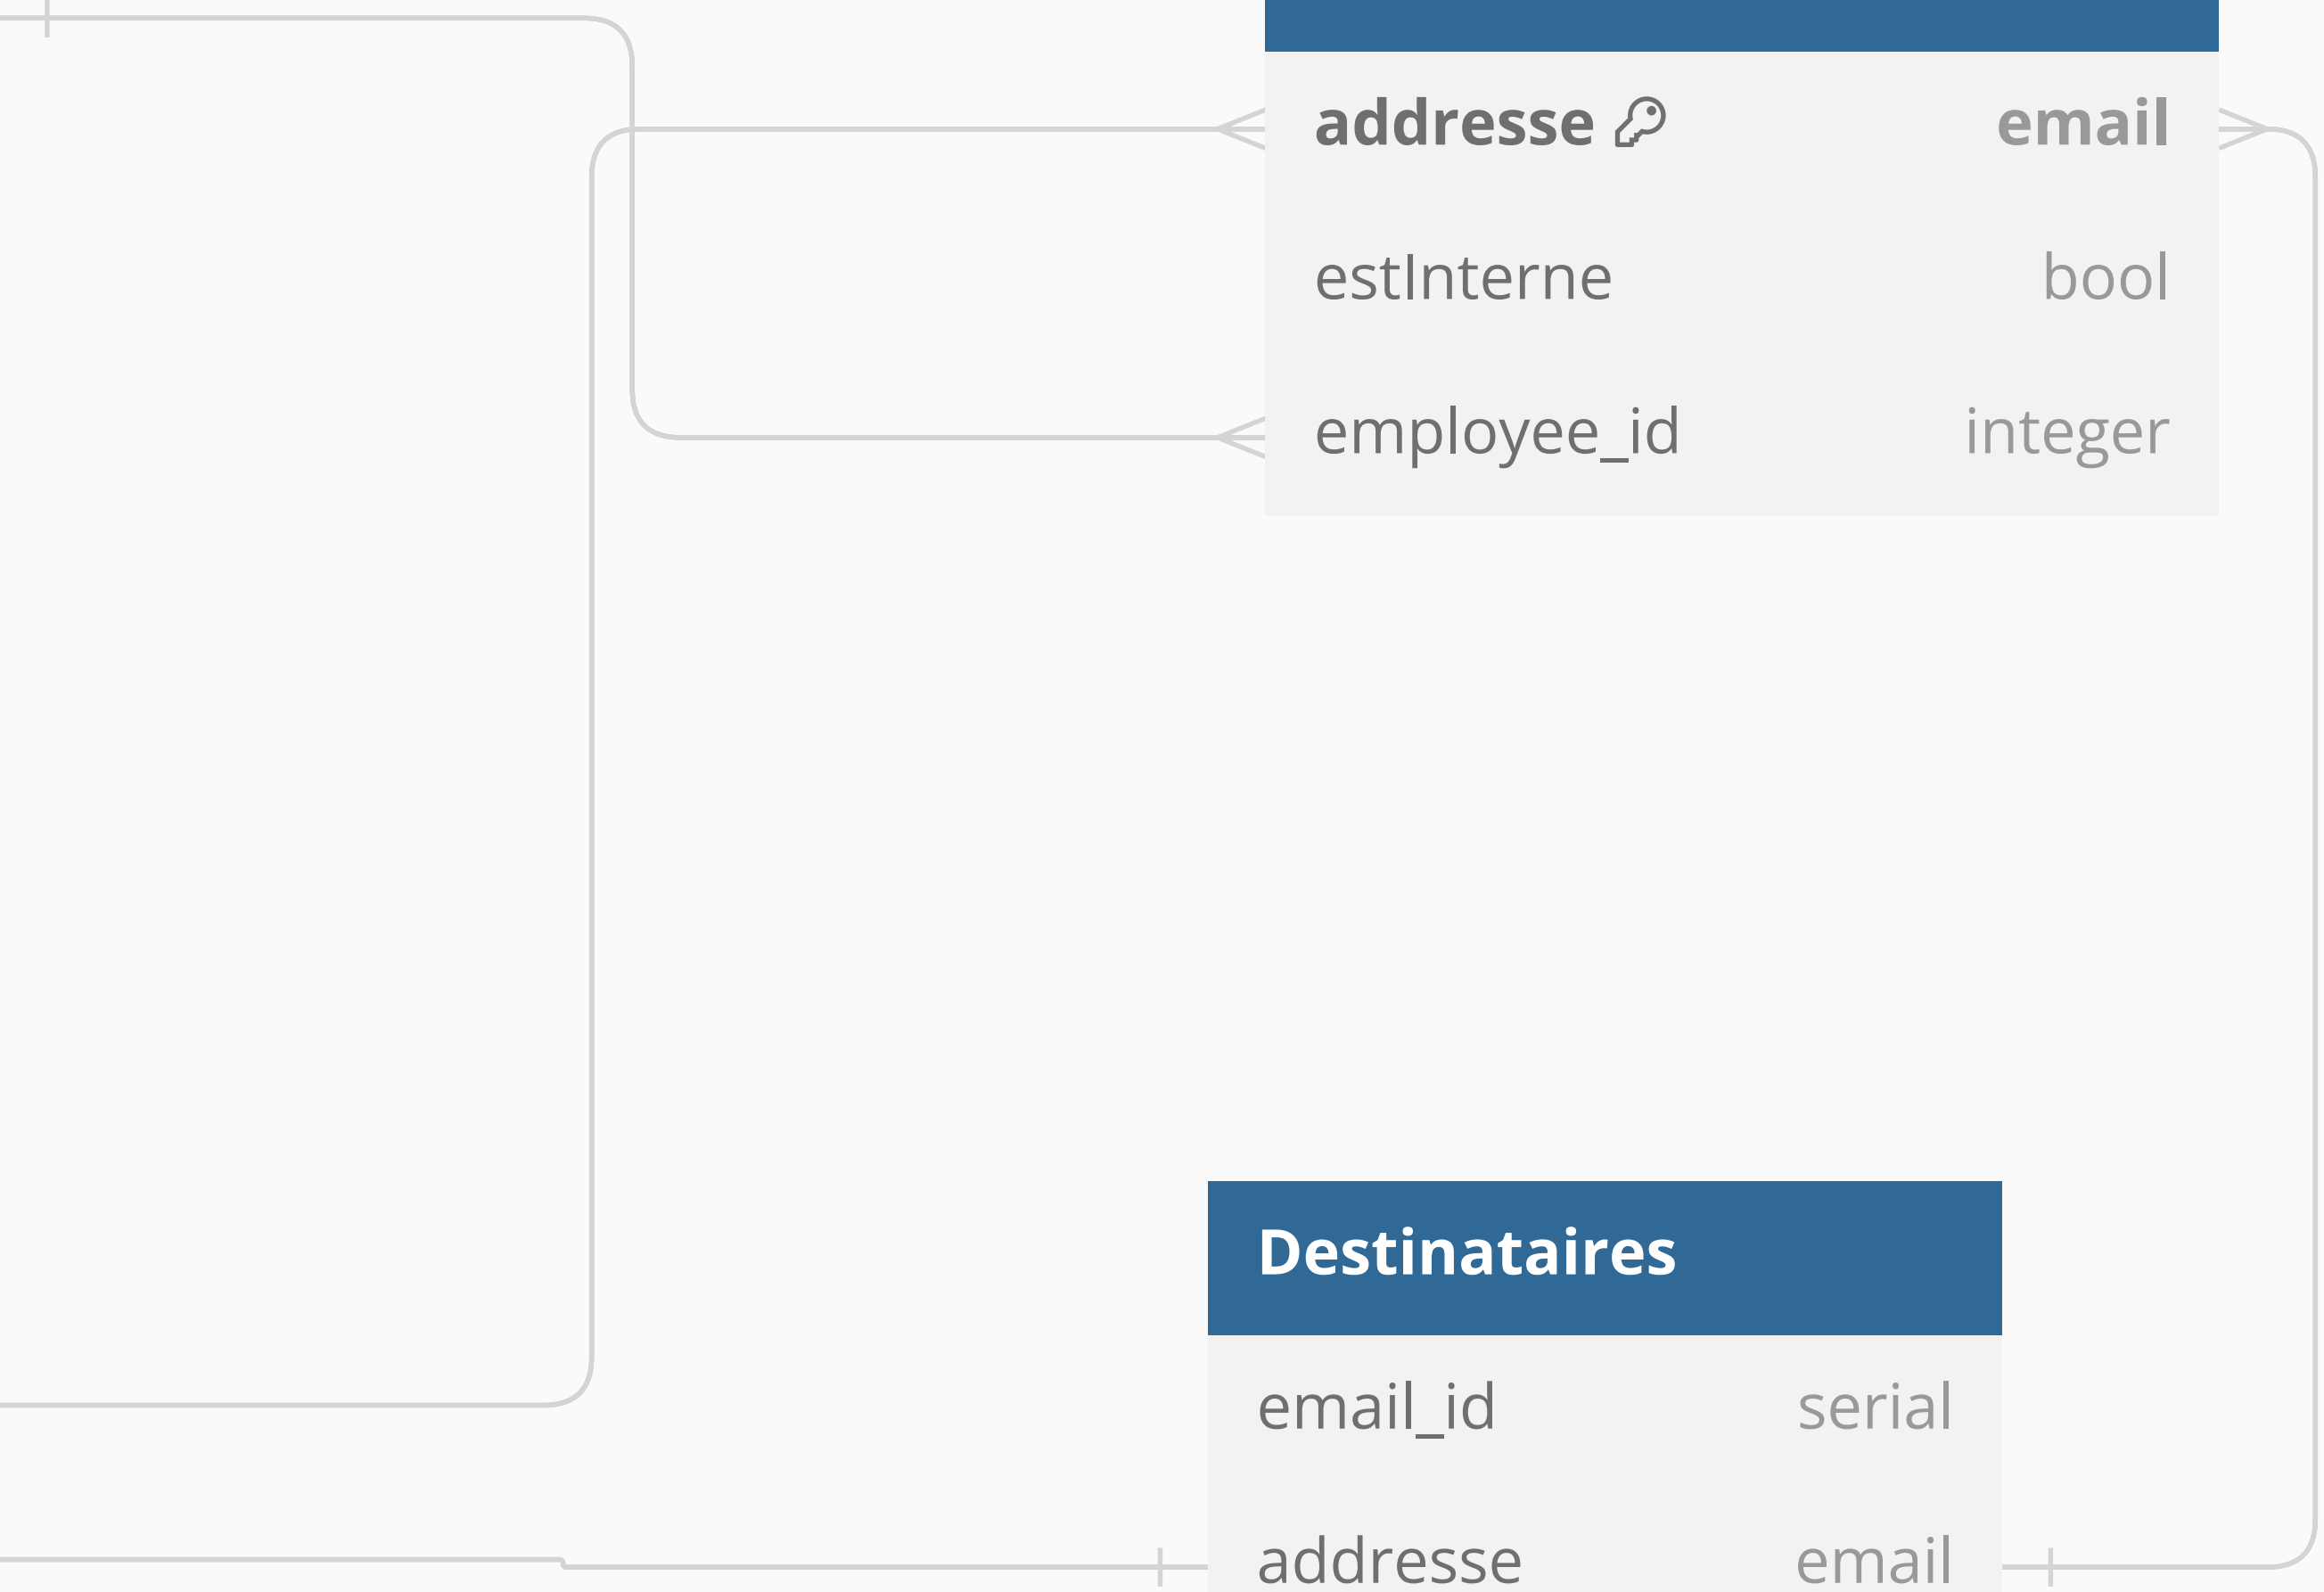 addresse email
estInterne bool
employee_id integer
Destinataires
email_id serial
addresse email